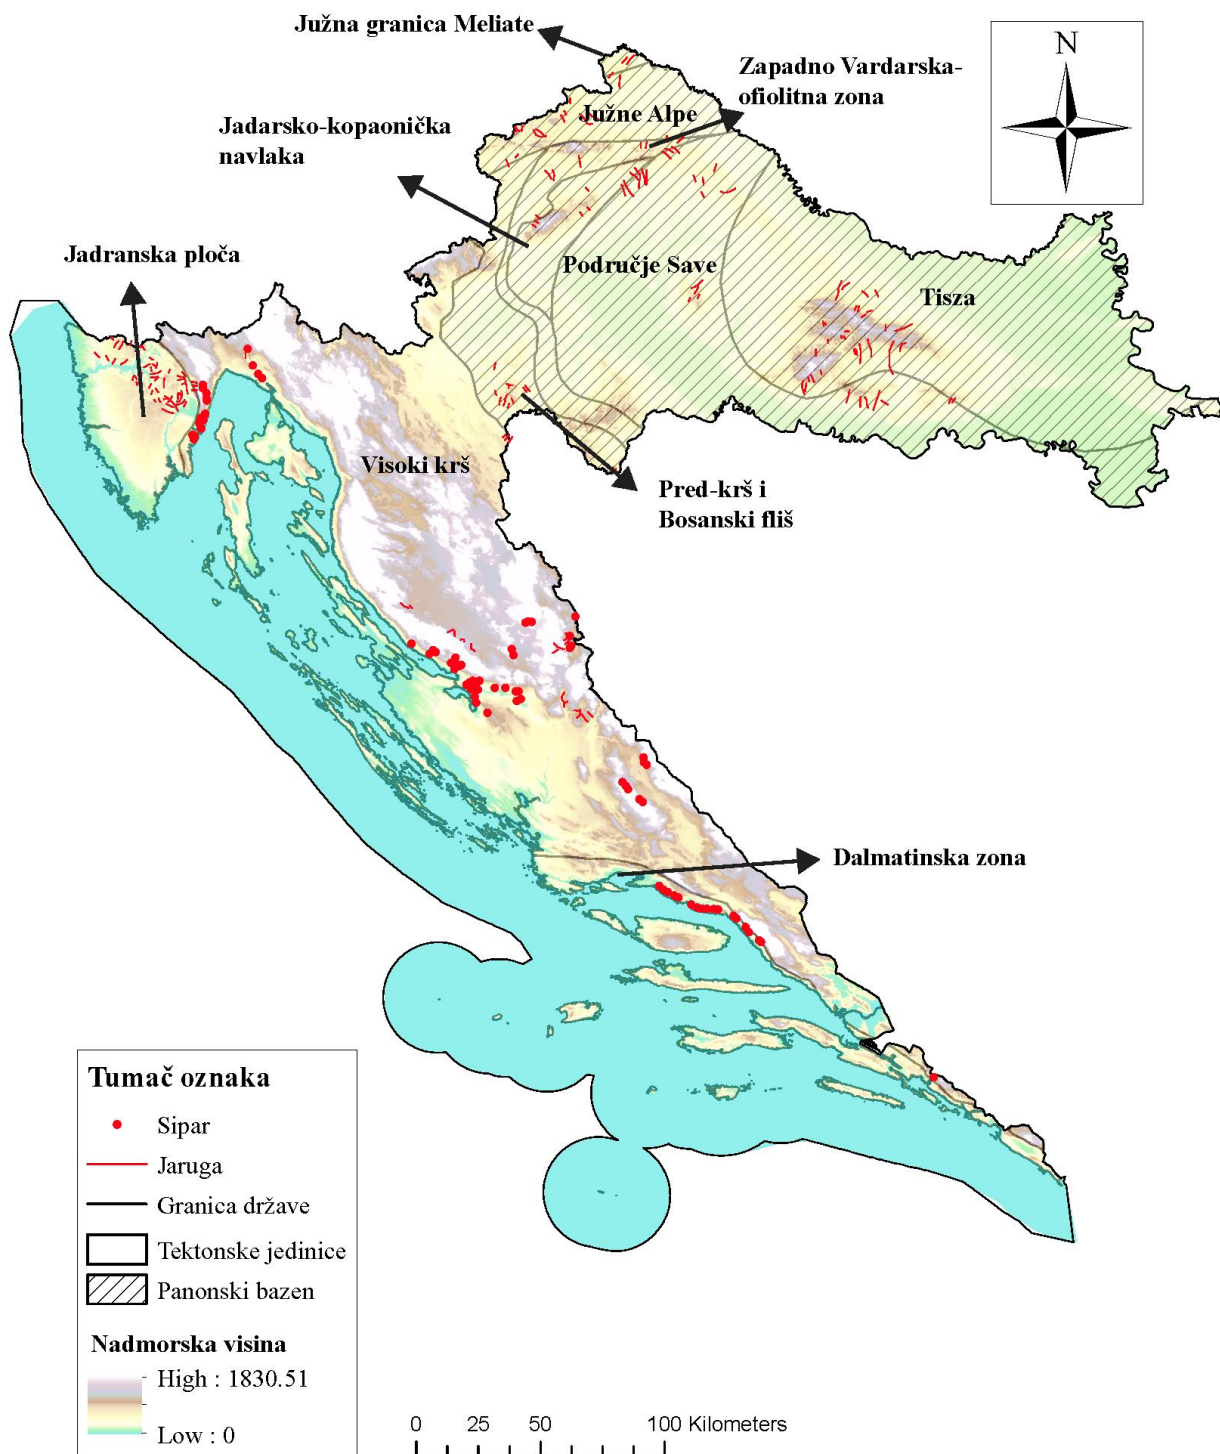 Južna granica Meliate
N
Zapadno Vardarska-
ofiolitna zona
Južne Alpe
Jadarsko-kopaonička
navlaka
Jadranska ploča
Područje Save
Tisza
Visoki krš
Pred-krš i
Bosanski fliš
Dalmatinska zona
Tumač oznaka
Sipar
Jaruga
Granica države
Tektonske jedinice
Panonski bazen
Nadmorska visina
High : 1830.51
Low : 0
0 25 50 100 Kilometers